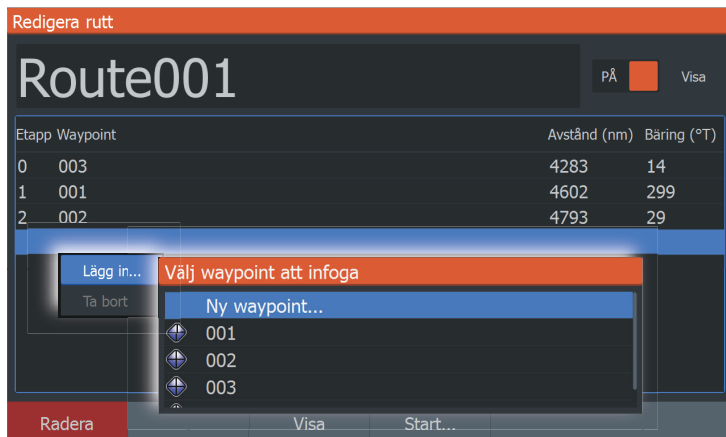 Redigera rutt
Route001
PÅ Visa
Etapp Waypoint Avstånd (nm) Bäring (°T)
0 003 4283 14
1 001 4602 299
2 002 4793 29
Lägg in...
Ta bort
Välj waypoint att infoga
Ny waypoint...
001
002
003
Radera Visa Start...